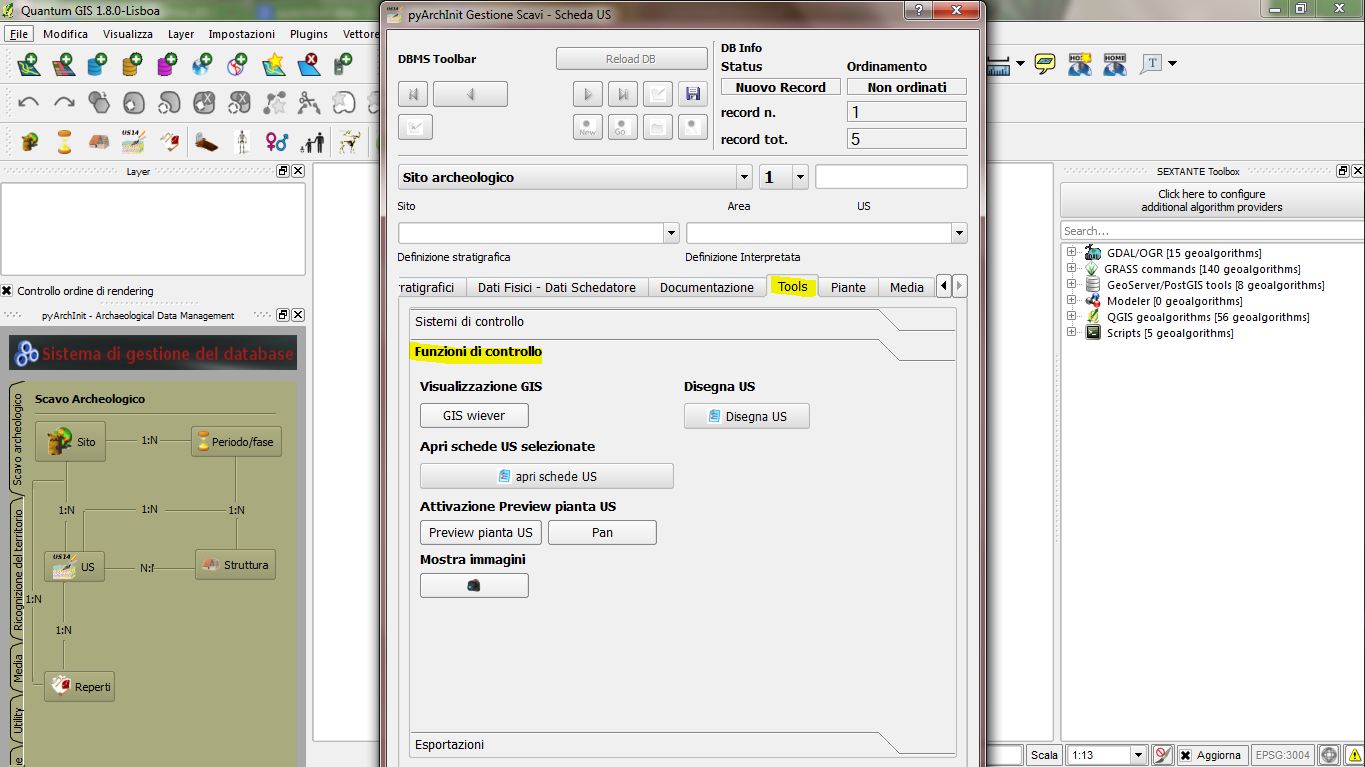 Quantum GIS 1.8.0-Lisboa
File Modifica Visualizza Layer Impostazioni Plugins Vettore
US14
Layer
Controllo ordine di rendering
pyArchInit - Archaeological Data Management
Sistema di gestione del database
Scavo archeologico
Ricognizione del territorio
Media
Utility
Scavo Archeologico
Sito
1:N
Periodo/fase
1:N
1:N
1:N
US14
US
N:
Struttura
1:N
1:N
Reperti
pyArchInit Gestione Scavi - Scheda US
DBMS Toolbar
Reload DB
New
Go
DB Info
Status
Ordinamento
Nuovo Record
Non ordinati
record n.
1
record tot.
5
Sito archeologico
1
Sito
Area
US
Definizione stratigrafica
Definizione Interpretata
ratigrafici
Dati Fisici - Dati Schedatore
Documentazione
Tools
Piante
Media
Sistemi di controllo
Funzioni di controllo
Visualizzazione GIS
Disegna US
GIS wiever
Disegna US
Apri schede US selezionate
apri schede US
Attivazione Preview pianta US
Preview pianta US
Pan
Mostra immagini
Esportazioni
HOME
T
SEXTANTE Toolbox
Click here to configure
additional algorithm providers
Search...
GDAL/OGR [15 geoalgorithms]
GRASS commands [140 geoalgorithms]
GeoServer/PostGIS tools [8 geoalgorithms]
Modeler [0 geoalgorithms]
QGIS geoalgorithms [56 geoalgorithms]
Scripts [5 geoalgorithms]
Scala
1:13
Aggiorna
EPSG:3004